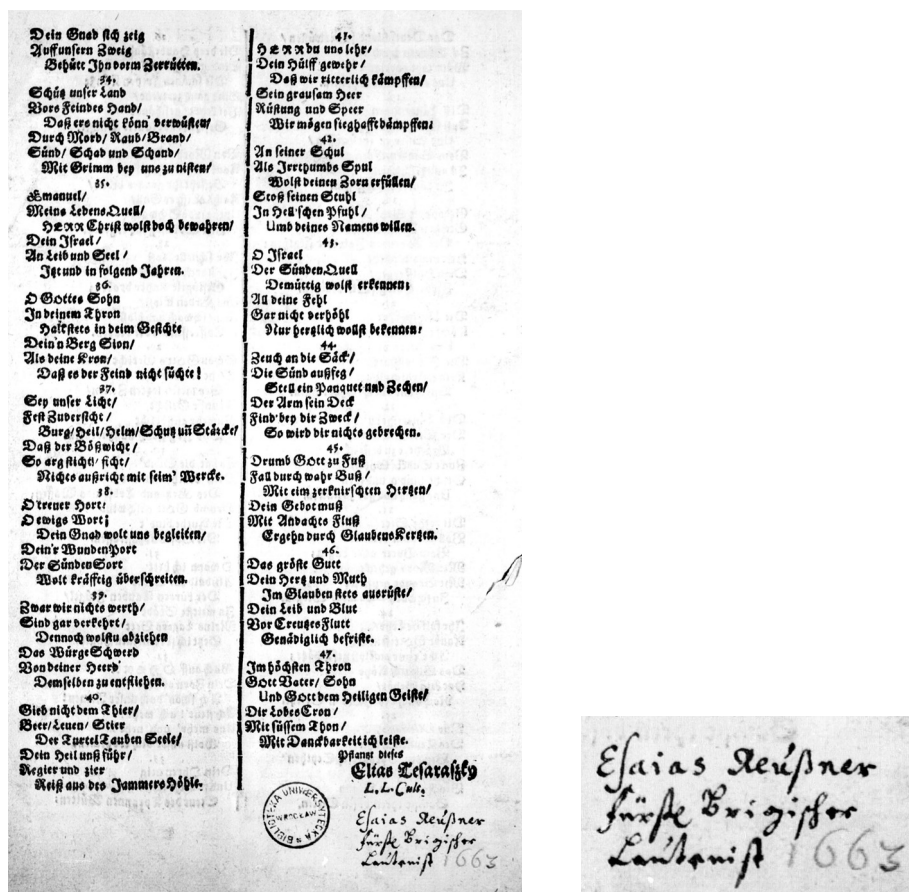 Dein Gnad sich zeig
Auff unsern Zweig
Behüte Ihn vorm Zerrütten.
34.
Schütz unser Land
Vors Feindes Hand/
Daß ers nicht könn' verwüsten/
Durch Mord/ Raub/ Brand/
Sünd/ Schad und Schand/
Mit Grimm bey uns zu nisten/
35.
Emanuel/
Meins Lebens Quell/
HERR Christ wolst doch bewahren/
Dein Israel/
An Leib und Seel/
Jtzt und in folgend Jahren.
36.
O GOttes Sohn
In deinem Thron
Halt stets in deim Gesichte
Dein'n Berg Sion/
Als deine Kron/
Daß es der Feind nicht süchte!
37.
Sey unser Licht/
Fest Zuversicht/
Burg/ Heil/ Helm/ Schutz uñ Stärcke/
Daß der Bößwicht/
So arg sticht/ ficht/
Nichts außricht mit seim' Wercke.
38.
O treuer Hort:
O ewigs Wort;
Dein Gnad wolt uns begleiten/
Dein'r Wunden Port
Der Sünden Sort
Wolt kräfftig überschreiten.
39.
Zwar wir nichts werth/
Sind gar verkehrt/
Dennoch wolstu abziehen
Das Würge Schwerd
Von deiner Heerd'
Demselben zu entfliehen.
40.
Gieb nicht dem Thier/
Beer/ Leuen/ Stier
Der Turtel Tauben Seele/
Dein Heil unß führ/
Regier und zier
Reiß aus des Jammers Höhle.
41.
HERR du uns lehr/
Dein Hülff gewehr/
Daß wir ritterlich kämpffen/
Sein grausam Heer
Rüstung und Speer
Wir mögen sieghafft dämpffen:
42.
An seiner Schul
Als Irrthumbs Spul
Wolst deinen Zorn erfüllen/
Stoß seinen Stuhl
In Hell'schen Pfuhl/
Umb deines Namens willen.
43.
O Israel
Der Sünden Quell
Demüttig wolst erkennen;
All deine Fehl
Gar nicht verhöhl
Nur hertzlich wollst bekennen:
44.
Zeuch an die Säck/
Die Sünd außfeg/
Stell ein Panquet und Zechen/
Der Arm sein Deck
Find bey dir Zweck/
So wird dir nichts gebrechen.
45.
Drumb GOtt zu Fuß
Fall durch wahr Buß/
Mit eim zerknirschten Hertzen/
Dein Gebot muß
Mit Andachts Fluß
Ergehn durch Glaubens Kertzen.
46.
Das gröste Gutt
Dein Hertz und Muth
Im Glauben stets ausrüste/
Dein Leib und Blut
Vor Creutzes Flutt
Genädiglich befriste.
47.
Im höchsten Thron
GOtt Vater/ Sohn
Und GOtt dem Heiligen Geiste/
Dir Lobes Cron/
Mit süssem Thon/
Mit Danckbarkeit ich leiste.
Pflantzt dieses
Elias Tesaraszky
L. L. Cult.
BIBLIOTEKA UNIWERSYTECKA
WROCŁAW
Esaias Reußner
fürstl Brigischer
Lautenist 1663
Esaias Reußner
fürstl Brigischer
Lautenist 1663